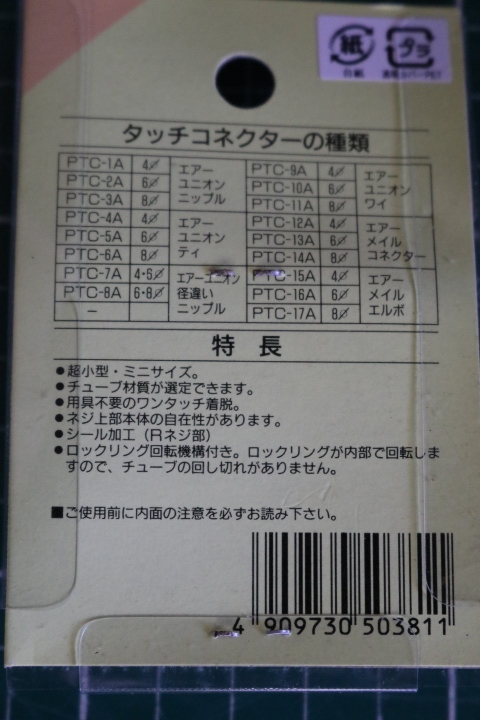 紙
台紙
プラ
タッチコネクターの種類
PTC-1A 4∅ エアー PTC-9A 4∅ エアー
PTC-2A 6∅ ユニオン PTC-10A 6∅ ユニオン
PTC-3A 8∅ ニップル PTC-11A 8∅ ワイ
PTC-4A 4∅ エアー PTC-12A 4∅ エアー
PTC-5A 6∅ ユニオン PTC-13A 6∅ メイル
PTC-6A 8∅ ティ PTC-14A 8∅ コネクター
PTC-7A 4・6∅ エアーユニオン PTC-15A 4∅ エアー
PTC-8A 6・8∅ 径違い PTC-16A 6∅ メイル
– ニップル PTC-17A 8∅ エルボ
特長
●超小型・ミニサイズ。
●チューブ材質が選定できます。
●用具不要のワンタッチ着脱。
●ネジ上部本体の自在性があります。
●シール加工（Rネジ部）
●ロックリング回転機構付き。ロックリングが内部で回転しま
すので、チューブの回し切れがありません。
■ご使用前に内面の注意を必ずお読み下さい。
4 909730 503811